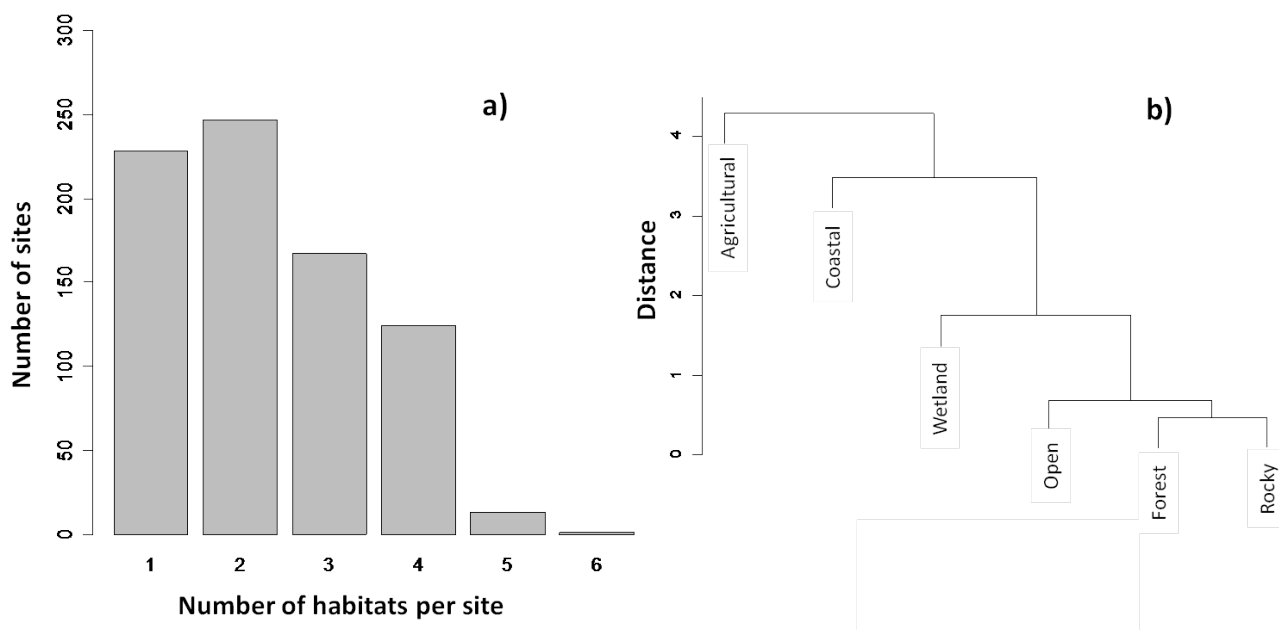 a)
Number of sites
300
250
200
150
100
50
0
1 2 3 4 5 6
Number of habitats per site
b)
Distance
4
3
2
1
0
Agricultural
Coastal
Wetland
Open
Forest
Rocky